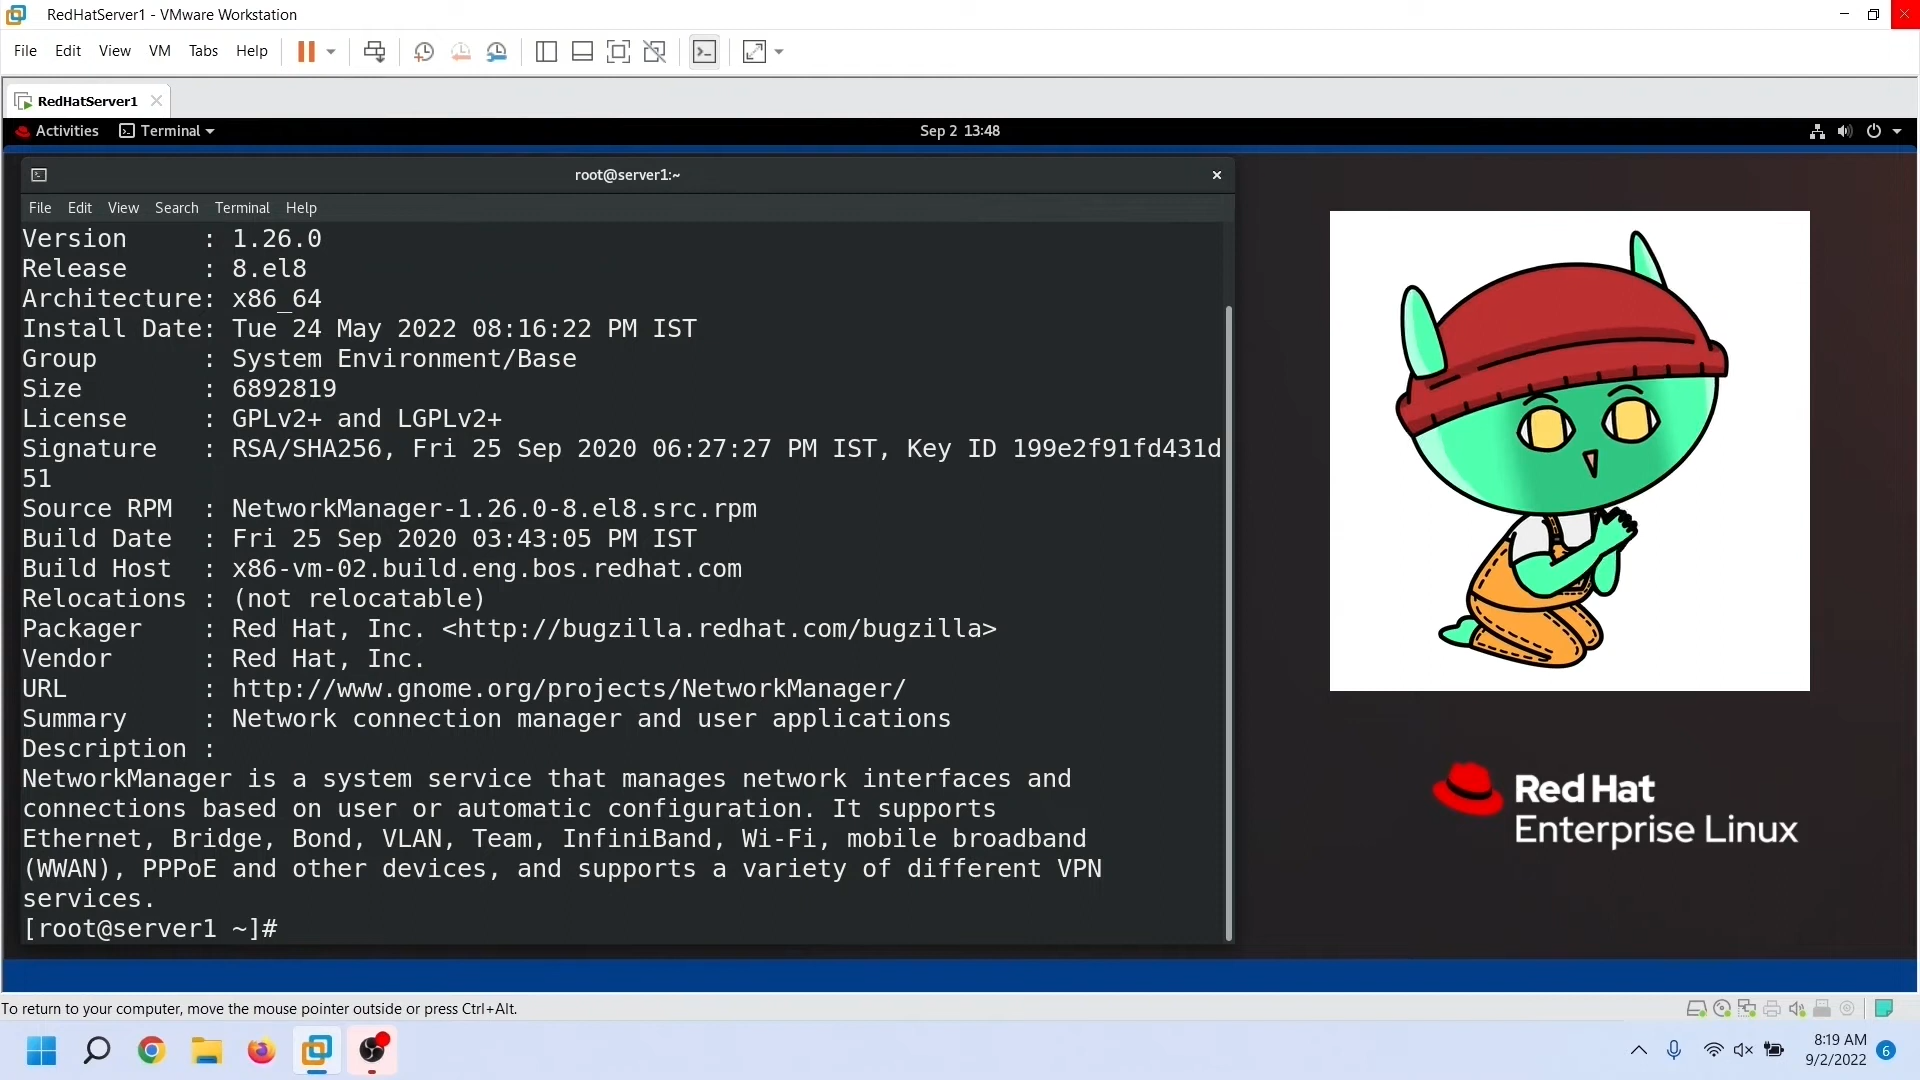 RedHatServer1 - VMware Workstation
File Edit View VM Tabs Help
RedHatServer1
Activities Terminal Sep 2 13:48
root@server1:~
File Edit View Search Terminal Help
Version : 1.26.0
Release : 8.el8
Architecture: x86_64
Install Date: Tue 24 May 2022 08:16:22 PM IST
Group : System Environment/Base
Size : 6892819
License : GPLv2+ and LGPLv2+
Signature : RSA/SHA256, Fri 25 Sep 2020 06:27:27 PM IST, Key ID 199e2f91fd431d
51
Source RPM : NetworkManager-1.26.0-8.el8.src.rpm
Build Date : Fri 25 Sep 2020 03:43:05 PM IST
Build Host : x86-vm-02.build.eng.bos.redhat.com
Relocations : (not relocatable)
Packager : Red Hat, Inc. <http://bugzilla.redhat.com/bugzilla>
Vendor : Red Hat, Inc.
URL : http://www.gnome.org/projects/NetworkManager/
Summary : Network connection manager and user applications
Description :
NetworkManager is a system service that manages network interfaces and
connections based on user or automatic configuration. It supports
Ethernet, Bridge, Bond, VLAN, Team, InfiniBand, Wi-Fi, mobile broadband
(WWAN), PPPoE and other devices, and supports a variety of different VPN
services.
[root@server1 ~]#
Red Hat
Enterprise Linux
To return to your computer, move the mouse pointer outside or press Ctrl+Alt.
8:19 AM
9/2/2022
6